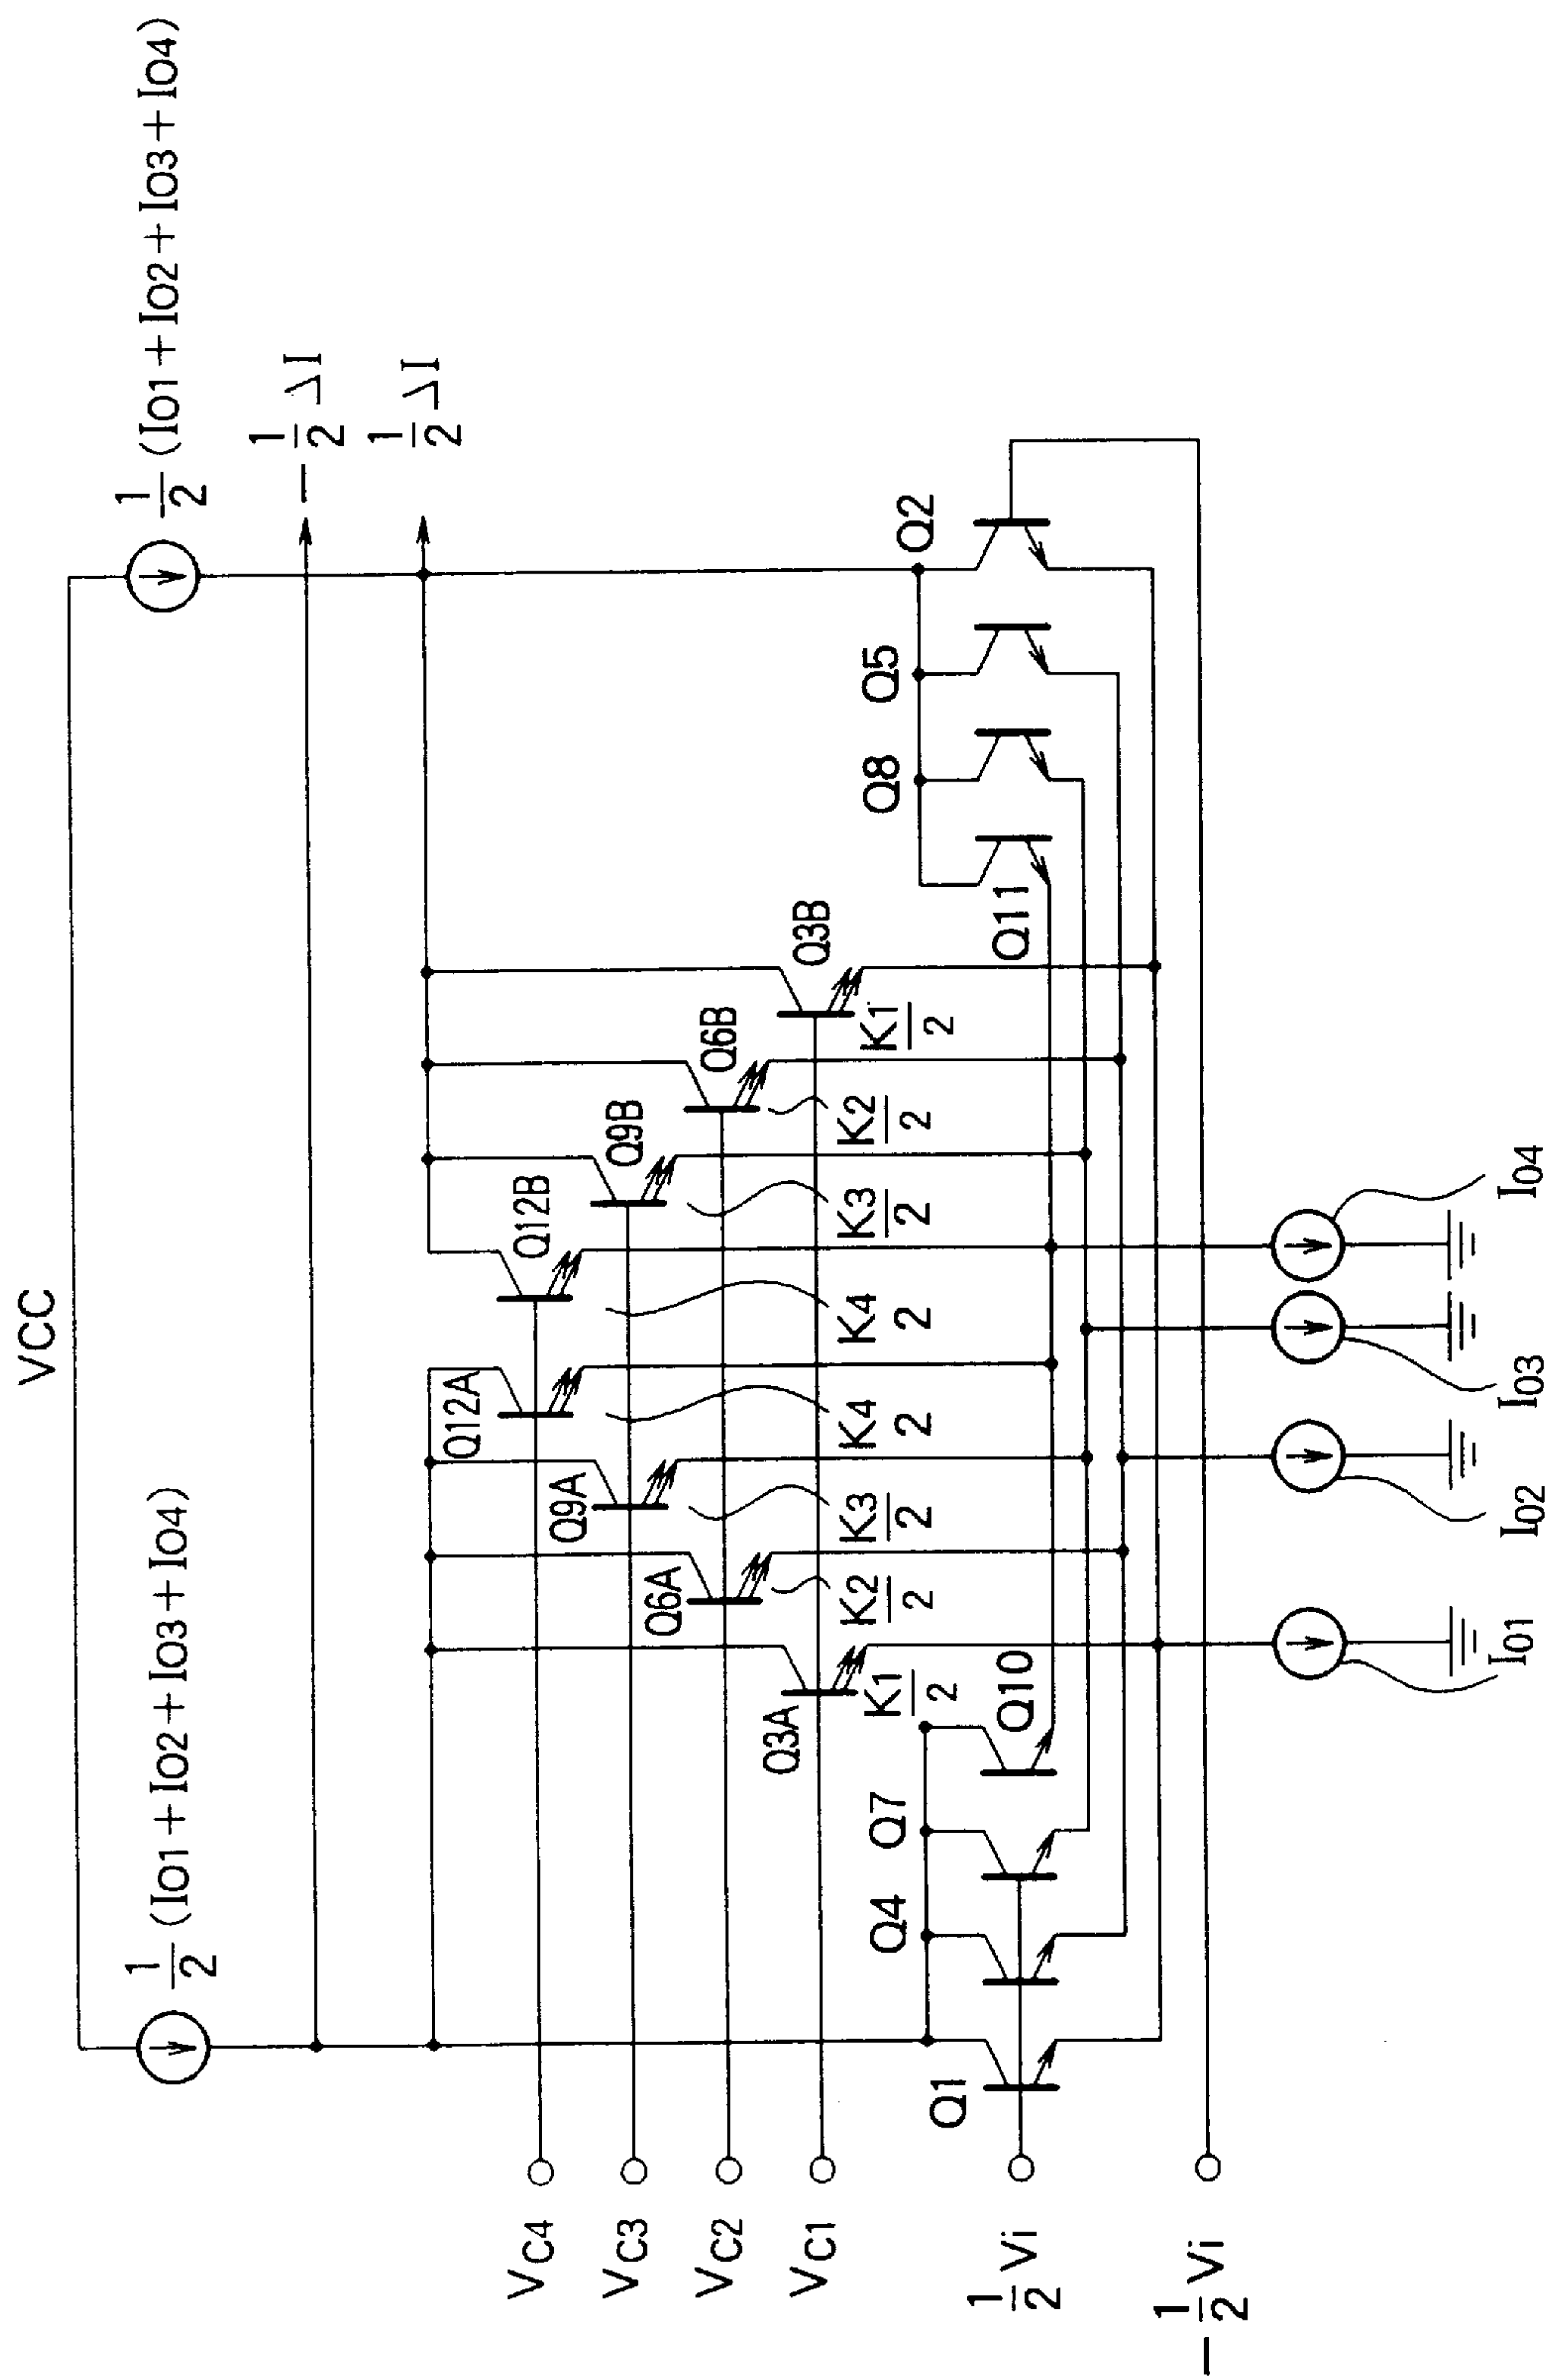 VCC
1/2 (IO1+IO2+IO3+IO4)
1/2 (IO1+IO2+IO3+IO4)
−1/2 ΔI
1/2 ΔI
VC4
VC3
VC2
VC1
1/2 Vi
−1/2 Vi
Q12A
Q12B
Q9A
Q9B
Q6A
Q6B
Q3A
Q3B
K1/2
K2/2
K3/2
K4/2
K4/2
K3/2
K2/2
K1/2
Q1
Q4
Q7
Q10
Q11
Q8
Q5
Q2
I01
I02
I03
I04